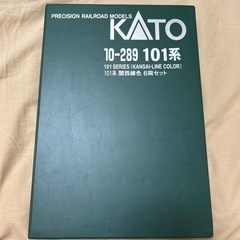 PRECISION RAILROAD MODELS
KATO
10-289 101系
101 SERIES (KANSAI-LINE COLOR)
101系 関西線色 6両セット